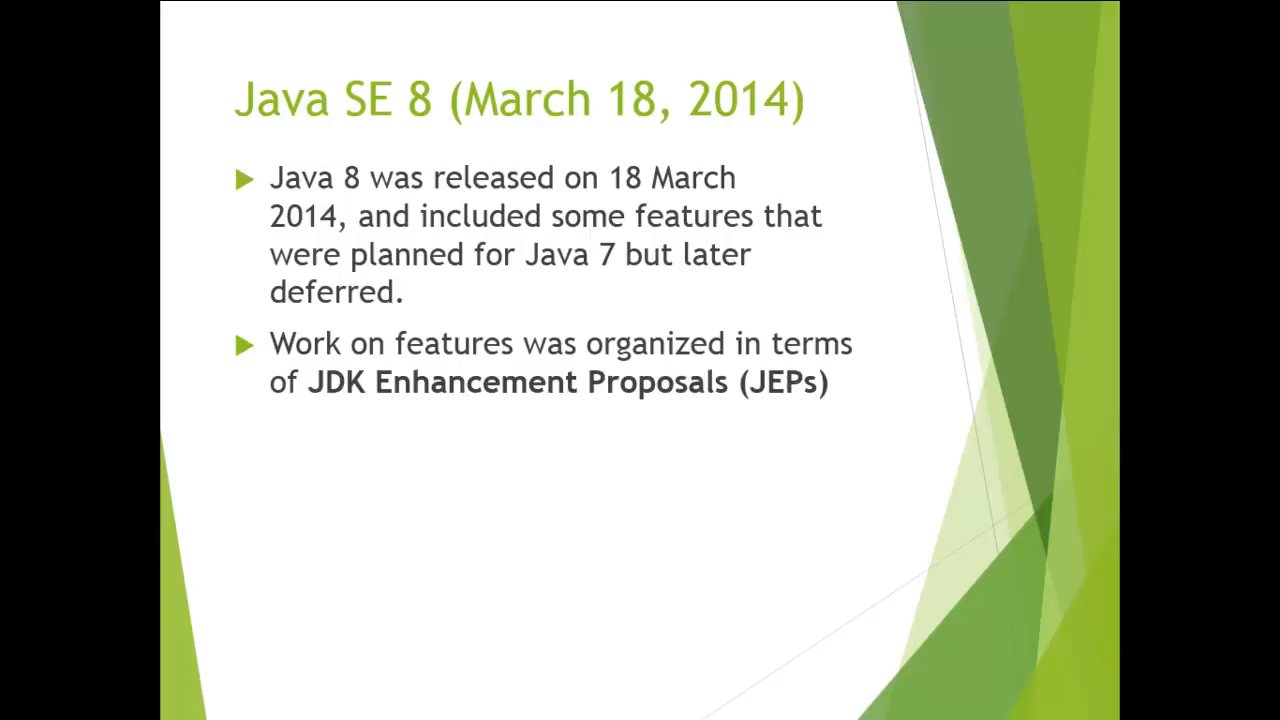 Java SE 8 (March 18, 2014)
Java 8 was released on 18 March
2014, and included some features that
were planned for Java 7 but later
deferred.
Work on features was organized in terms
of JDK Enhancement Proposals (JEPs)